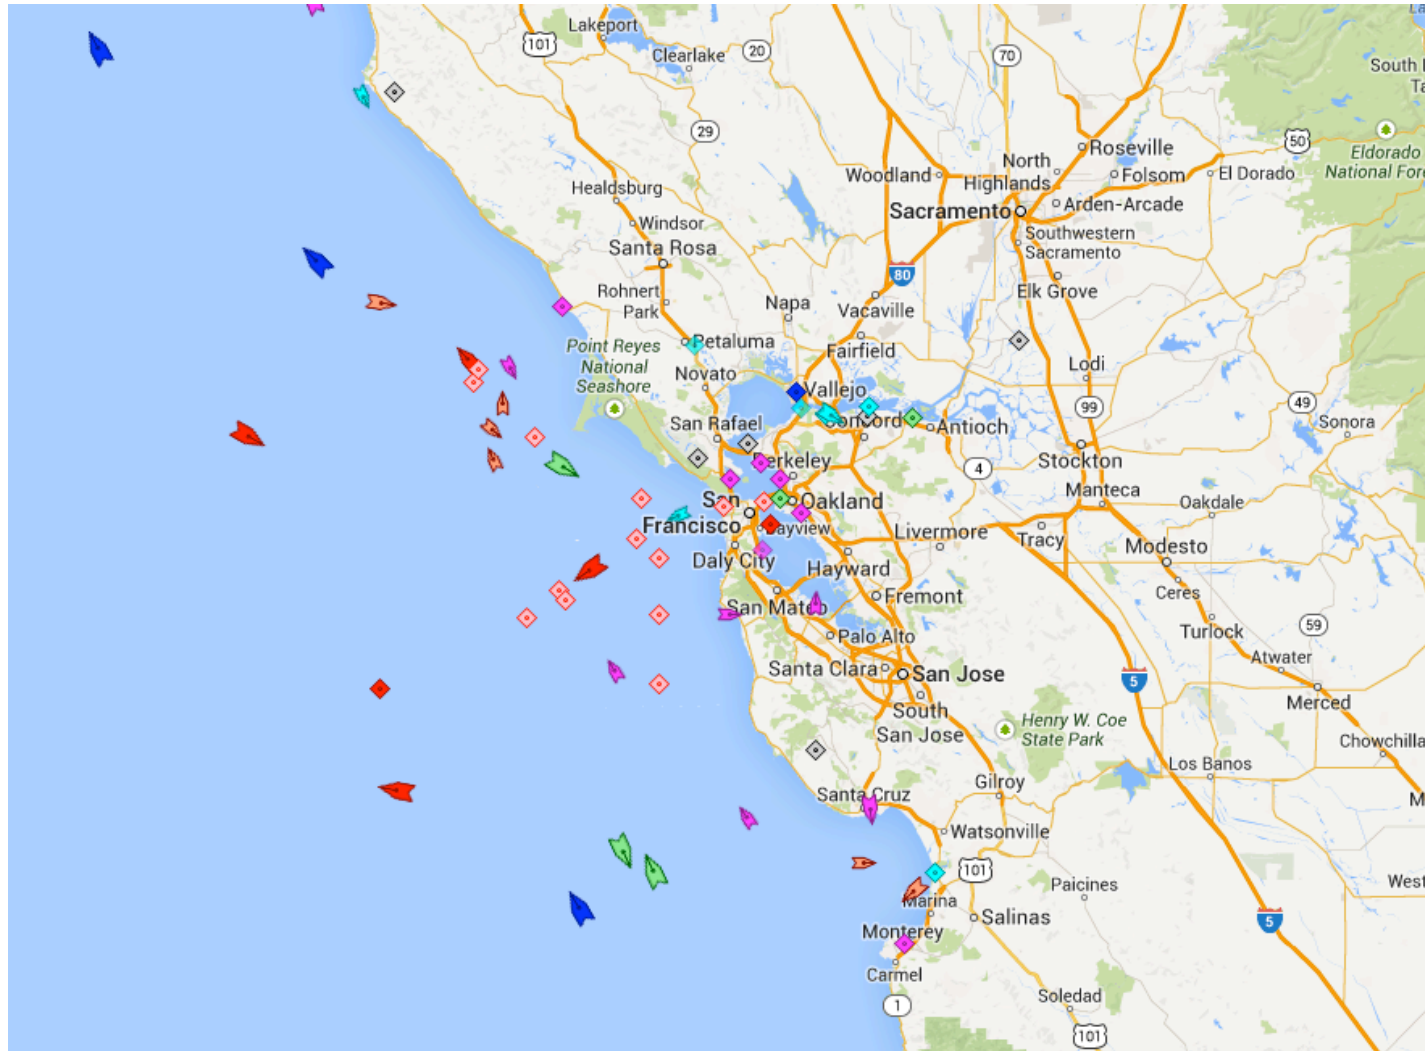 Lakeport
101
20
Clearlake
70
South
29
50
Roseville
Eldorado
National Fore
North
Highlands
Folsom
El Dorado
Woodland
Healdsburg
Sacramento
Arden-Arcade
Windsor
Southwestern
Sacramento
Santa Rosa
80
Elk Grove
Rohnert
Park
Napa
Vacaville
Petaluma
Point Reyes
National
Seashore
Fairfield
Lodi
Novato
Vallejo
99
49
Sonora
San Rafael
Concord
Antioch
Berkeley
4
Stockton
San
Francisco
Oakland
Manteca
Oakdale
Bayview
Livermore
Tracy
Modesto
Daly City
Hayward
Ceres
San Mateo
Fremont
Turlock
59
Palo Alto
Atwater
Santa Clara
San Jose
5
Merced
South
San Jose
Henry W. Coe
State Park
Chowchilla
Los Banos
Gilroy
Santa Cruz
M
Watsonville
101
Paicines
West
Marina
Salinas
5
Monterey
Carmel
1
Soledad
101